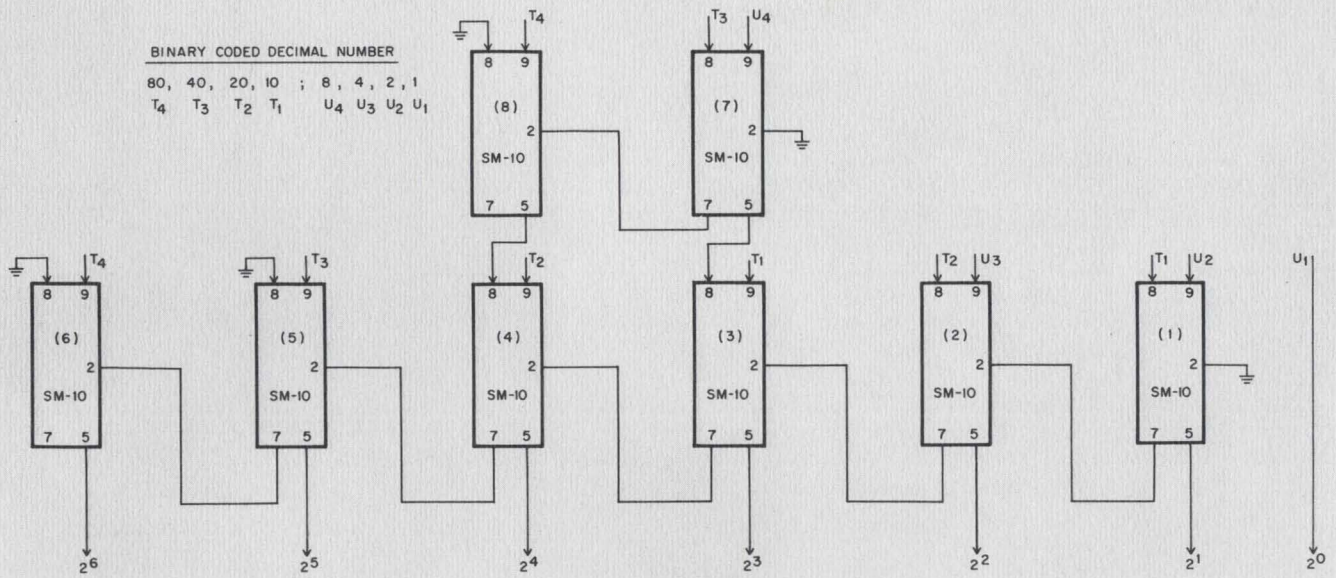 BINARY CODED DECIMAL NUMBER
80, 40, 20, 10 ; 8, 4, 2, 1
T4 T3 T2 T1 U4 U3 U2 U1
T4
8 9
(8)
2
SM-10
7 5
T3 U4
8 9
(7)
2
SM-10
7 5
T4
8 9
(6)
2
SM-10
7 5
2^6
T3
8 9
(5)
2
SM-10
7 5
2^5
T2
8 9
(4)
2
SM-10
7 5
2^4
T1
8 9
(3)
2
SM-10
7 5
2^3
T2 U3
8 9
(2)
2
SM-10
7 5
2^2
T1 U2
8 9
(1)
2
SM-10
7 5
2^1
U1
2^0